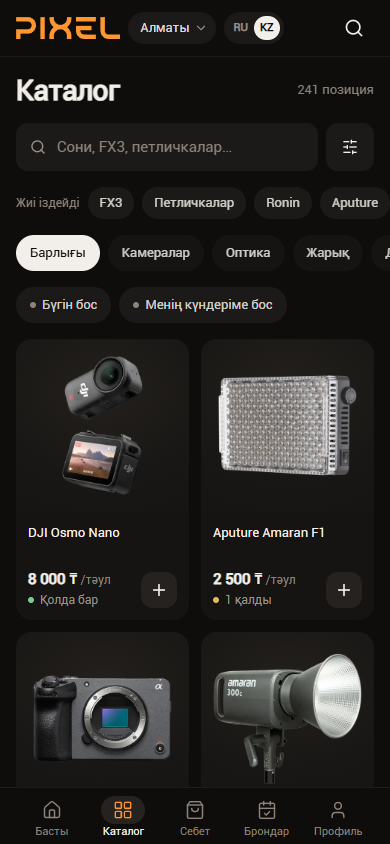 PIXEL
Алматы
RU KZ
Каталог
241 позиция
Сони, FX3, петличкалар...
Жиі іздейді
FX3
Петличкалар
Ronin
Aputure
Барлығы
Камералар
Оптика
Жарық
Бүгін бос
Менің күндеріме бос
DJI Osmo Nano
8 000 ₸ /тәул
Қолда бар
Aputure Amaran F1
2 500 ₸ /тәул
1 қалды
α
amaran
300c
Басты
Каталог
Себет
Брондар
Профиль